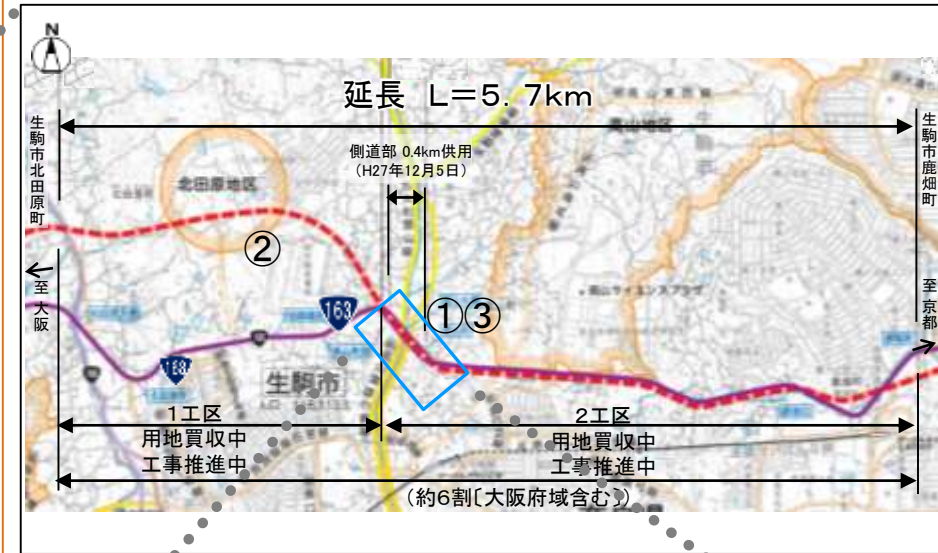 N
延長 L=5.7km
側道部 0.4km供用
(H27年12月5日)
生駒市北田原町
生駒市鹿畑町
北田原地区
②
①③
163
168
至 大阪
至 京都
生駒市
1工区
用地買収中
工事推進中
2工区
用地買収中
工事推進中
(約6割〔大阪府域含む〕)